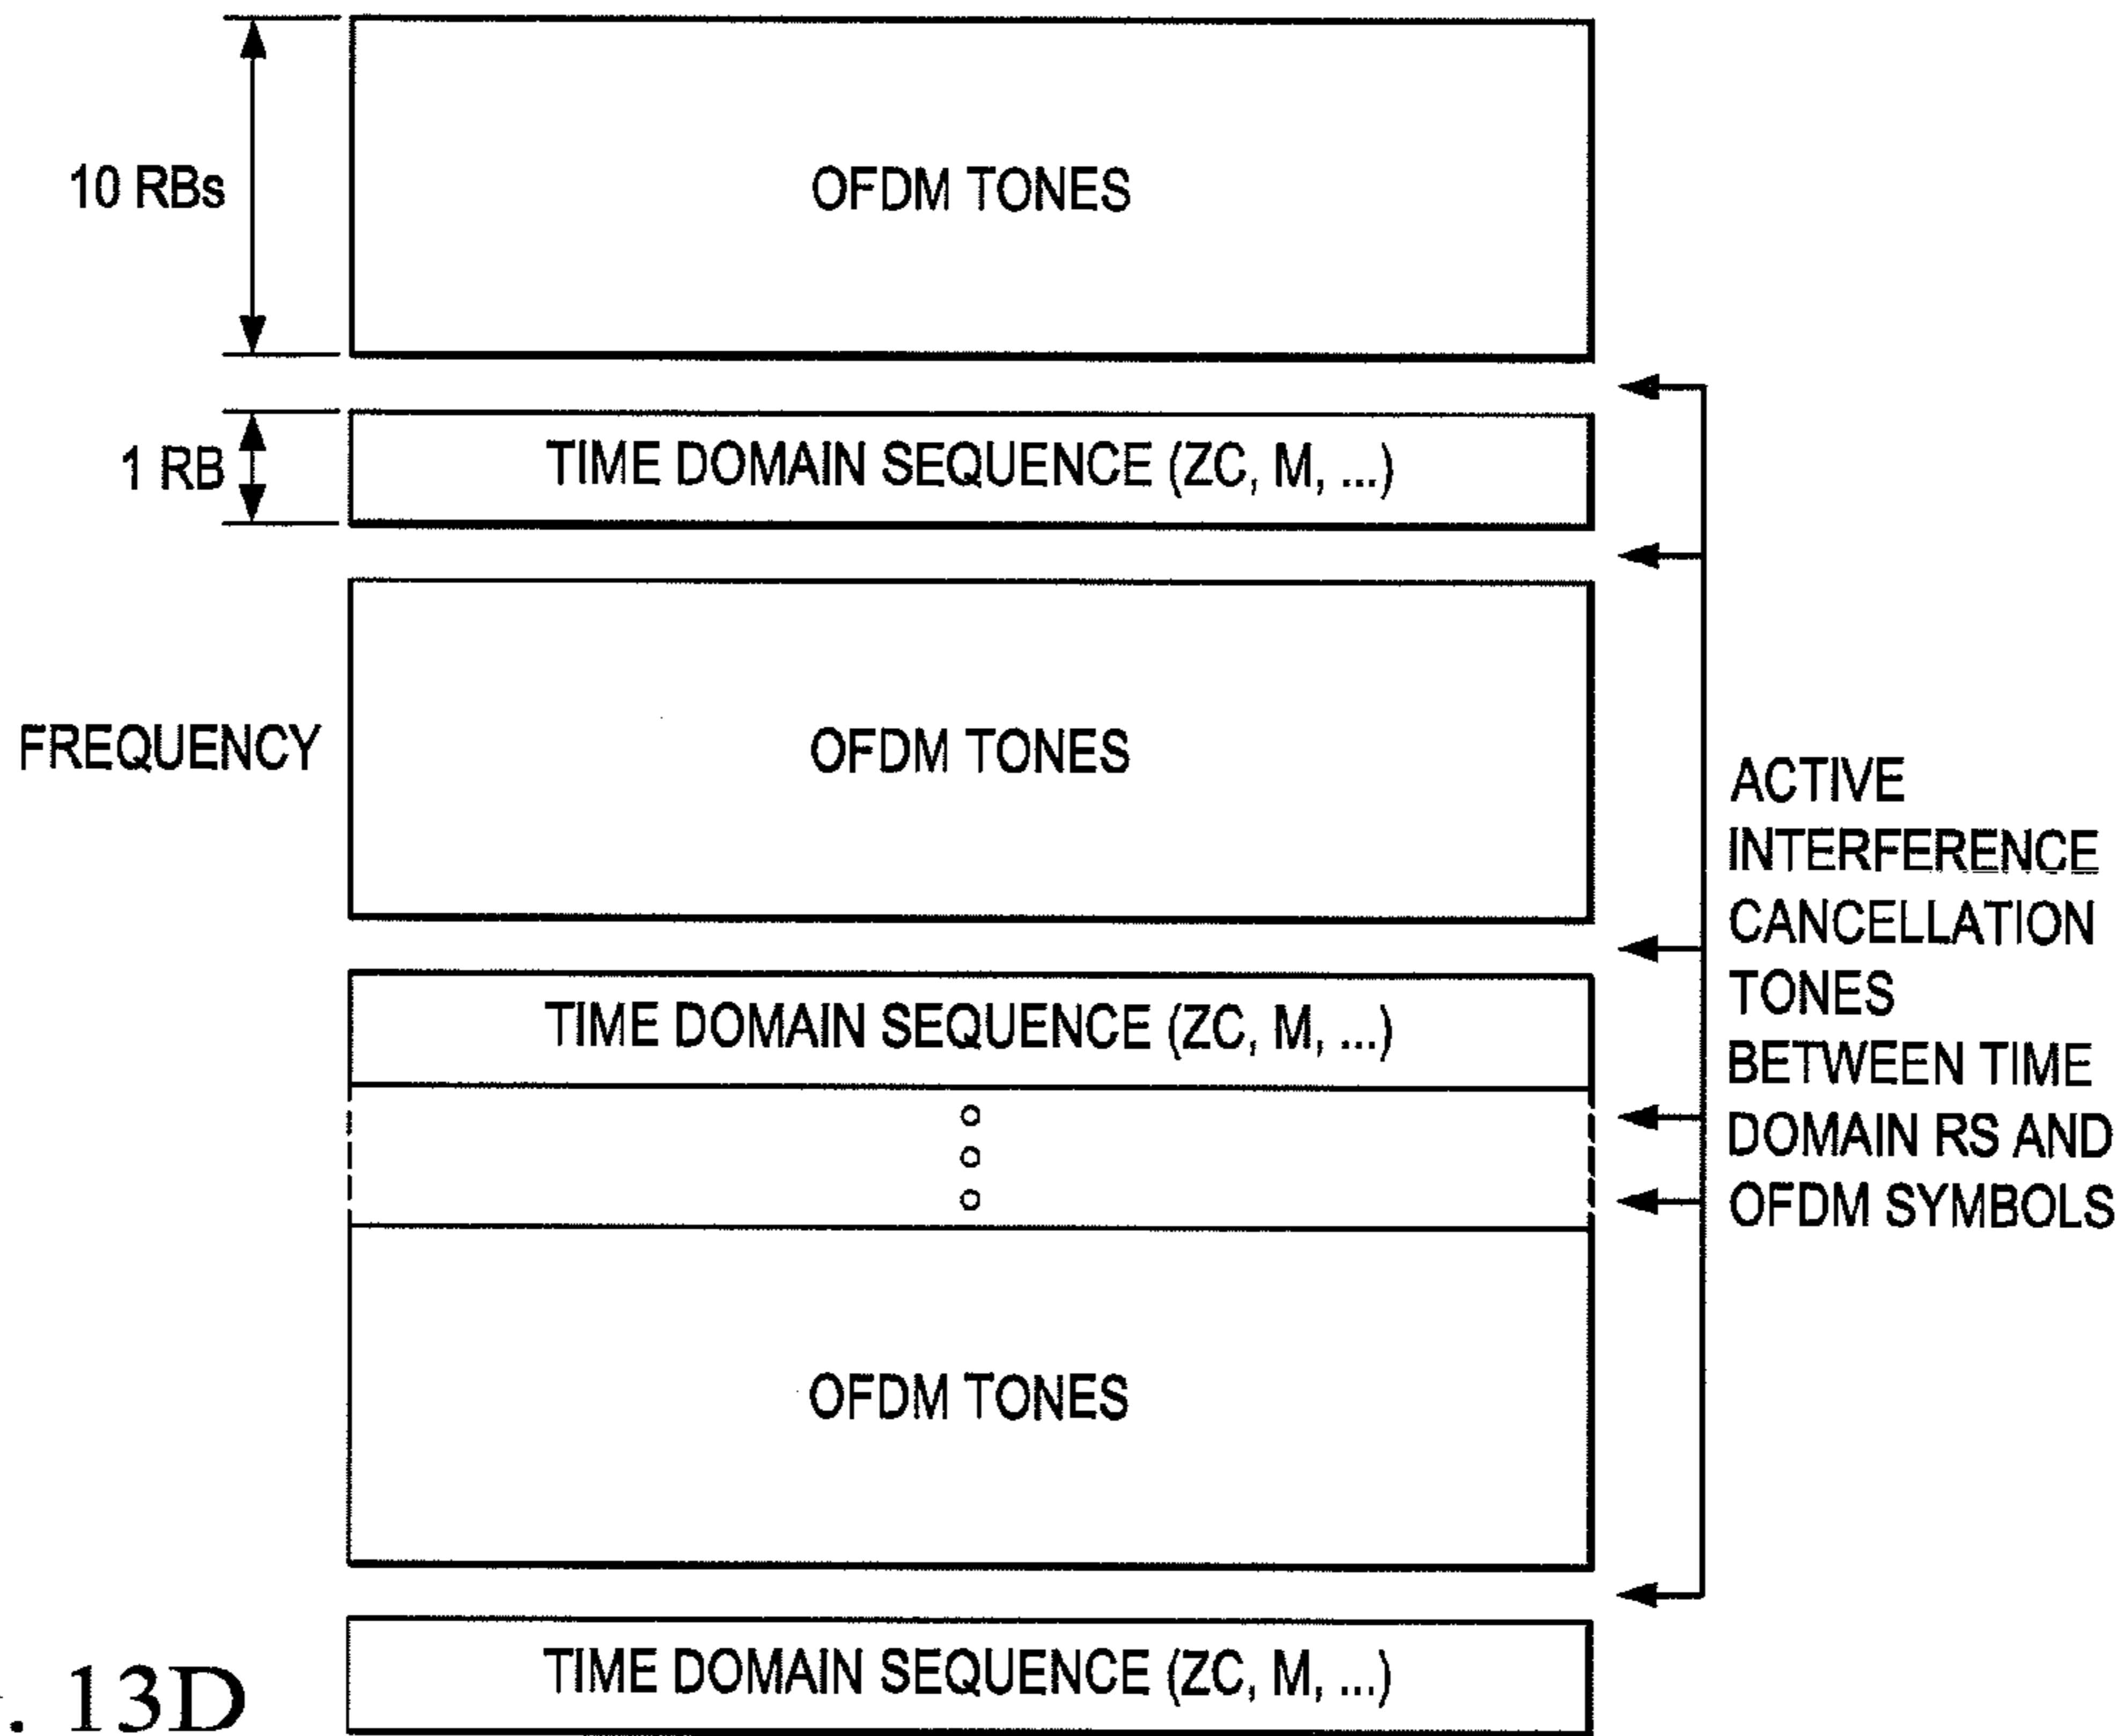 OFDM TONES
10 RBs
TIME DOMAIN SEQUENCE (ZC, M, ...)
1 RB
FREQUENCY
OFDM TONES
ACTIVE
INTERFERENCE
CANCELLATION
TONES
BETWEEN TIME
DOMAIN RS AND
OFDM SYMBOLS
TIME DOMAIN SEQUENCE (ZC, M, ...)
OFDM TONES
TIME DOMAIN SEQUENCE (ZC, M, ...)
. 13D